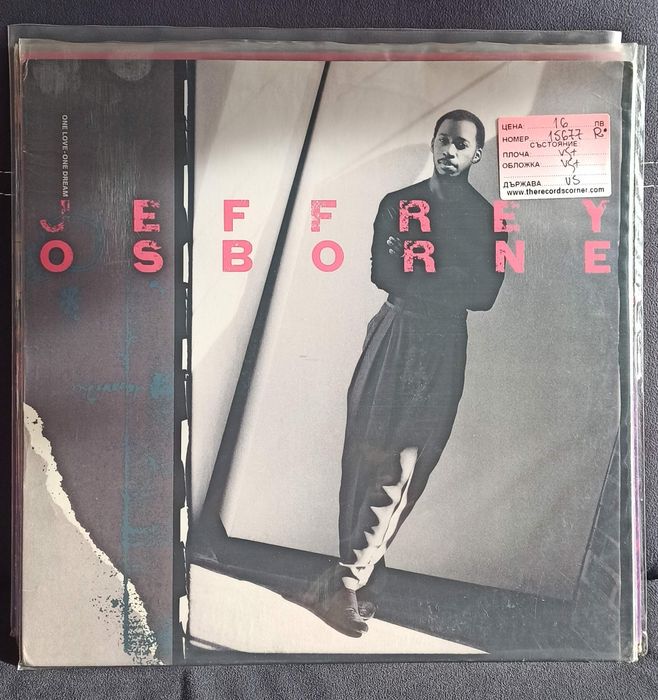 ONE LOVE-ONE DREAM
JEFFREY
OSBORNE
ЦЕНА: 16 ЛВ
НОМЕР 15677 R*
СЪСТОЯНИЕ
ПЛОЧА: VG+
ОБЛОЖКА VG+
ДЪРЖАВА US
www.therecordscorner.com